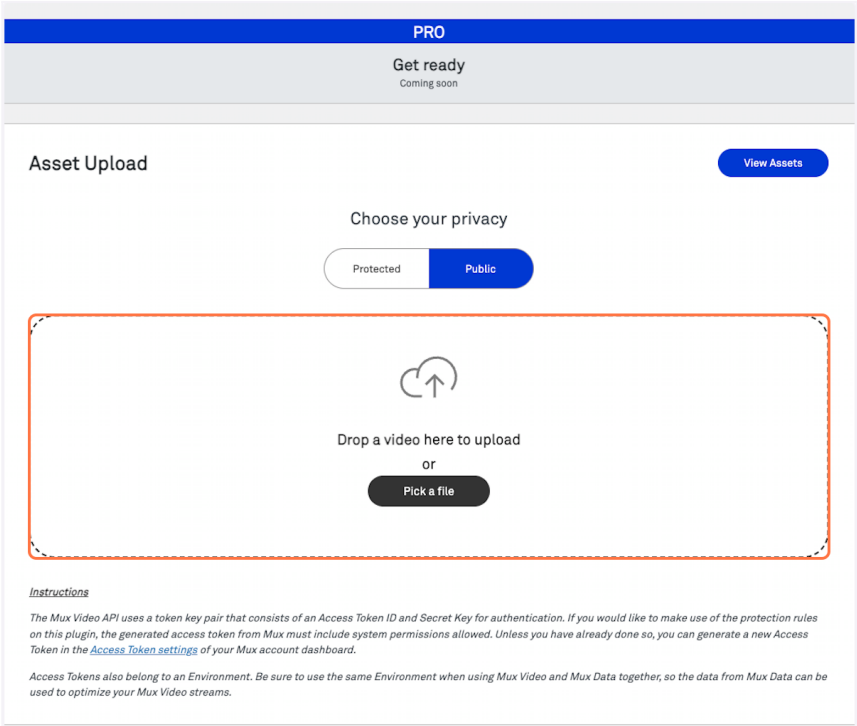 PRO
Get ready
Coming soon
Asset Upload
View Assets
Choose your privacy
Protected
Public
Drop a video here to upload
or
Pick a file
Instructions
The Mux Video API uses a token key pair that consists of an Access Token ID and Secret Key for authentication. If you would like to make use of the protection rules
on this plugin, the generated access token from Mux must include system permissions allowed. Unless you have already done so, you can generate a new Access
Token in the Access Token settings of your Mux account dashboard.
Access Tokens also belong to an Environment. Be sure to use the same Environment when using Mux Video and Mux Data together, so the data from Mux Data can be
used to optimize your Mux Video streams.